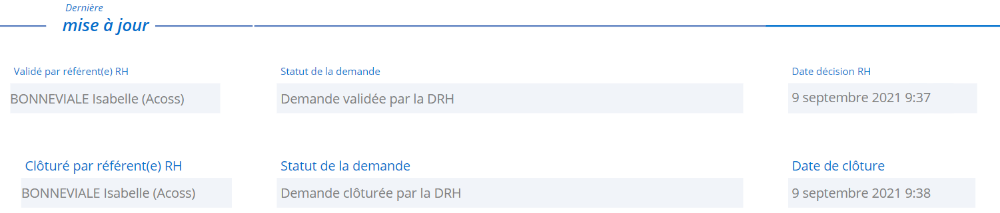 Dernière
mise à jour
Validé par référent(e) RH Statut de la demande Date décision RH
BONNEVIALE Isabelle (Acoss) Demande validée par la DRH 9 septembre 2021 9:37
Clôturé par référent(e) RH Statut de la demande Date de clôture
BONNEVIALE Isabelle (Acoss) Demande clôturée par la DRH 9 septembre 2021 9:38